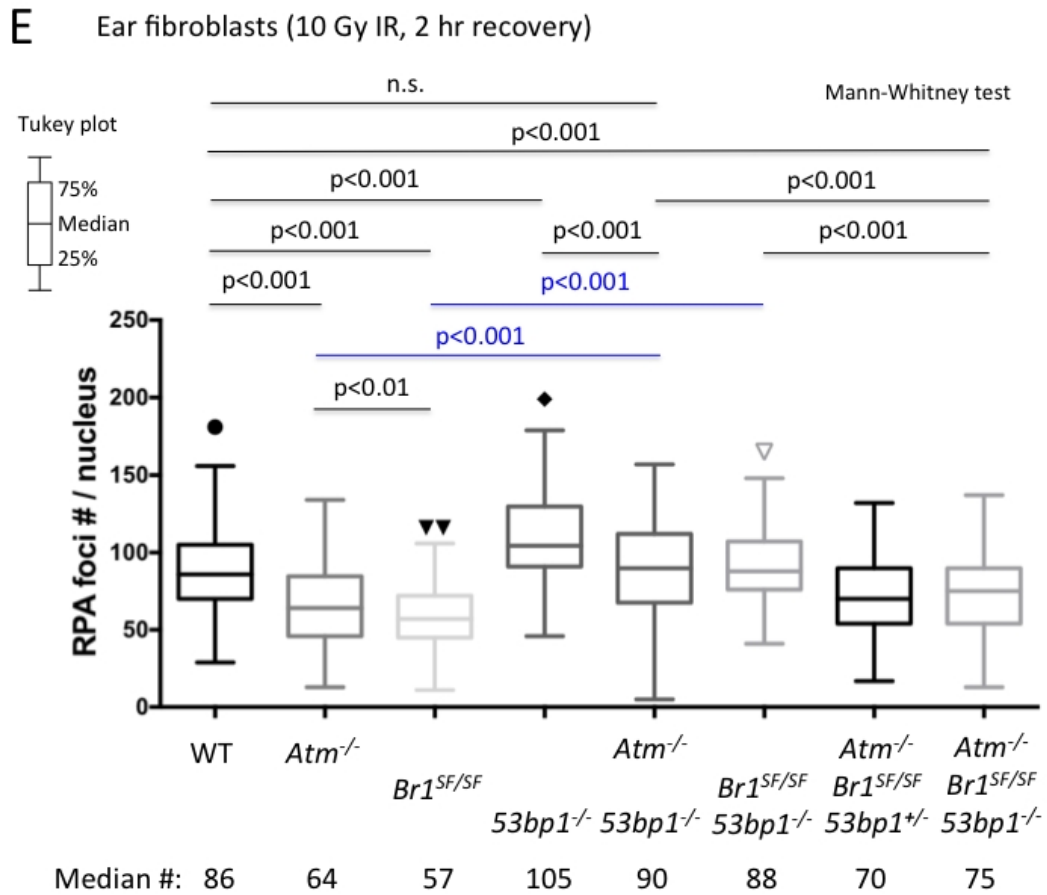 E Ear fibroblasts (10 Gy IR, 2 hr recovery)
n.s.
Mann-Whitney test
Tukey plot
p<0.001
75%
Median
25%
p<0.001 p<0.001
p<0.001 p<0.001 p<0.001
p<0.001 p<0.001
p<0.001
p<0.01
RPA foci # / nucleus
250
200
150
100
50
0
WT Atm-/- Atm-/- Atm-/- Atm-/-
Br1SF/SF Br1SF/SF Br1SF/SF Br1SF/SF
53bp1-/- 53bp1-/- 53bp1-/- 53bp1+/- 53bp1-/-
Median #: 86 64 57 105 90 88 70 75